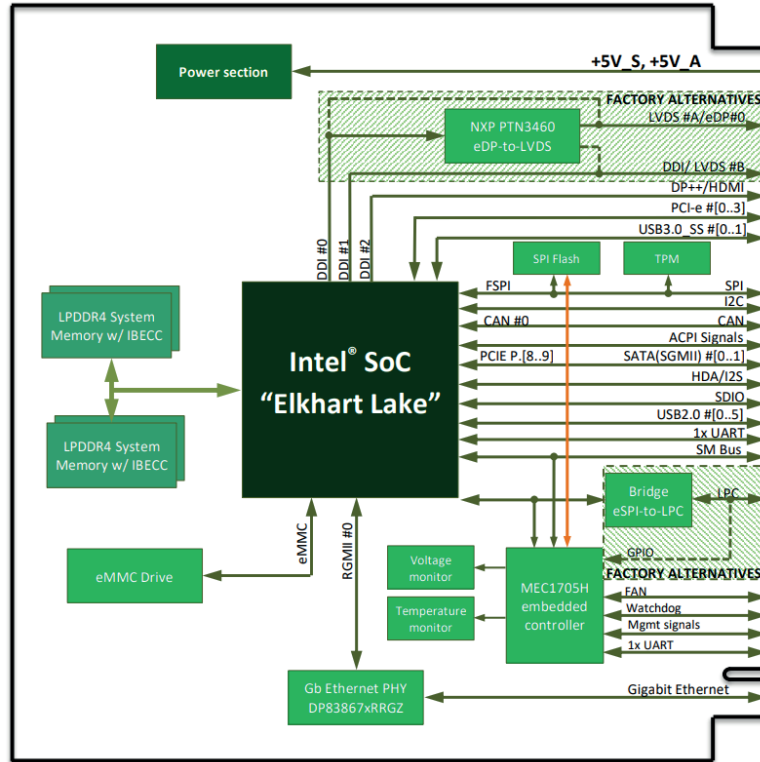 +5V_S, +5V_A
Power section
FACTORY ALTERNATIVES
LVDS #A/eDP#0
NXP PTN3460
eDP-to-LVDS
DDI/ LVDS #B
DP++/HDMI
PCI-e #[0..3]
USB3.0_SS #[0..1]
DDI #0
DDI #1
DDI #2
SPI Flash
TPM
FSPI
SPI
I2C
CAN #0
CAN
ACPI Signals
PCIE P.[8..9]
SATA(SGMII) #[0..1]
HDA/I2S
SDIO
USB2.0 #[0..5]
1x UART
SM Bus
LPDDR4 System
Memory w/ IBECC
Intel® SoC
“Elkhart Lake”
LPDDR4 System
Memory w/ IBECC
Bridge
eSPI-to-LPC
LPC
GPIO
FACTORY ALTERNATIVES
eMMC
RGMII #0
eMMC Drive
Voltage
monitor
Temperature
monitor
MEC1705H
embedded
controller
FAN
Watchdog
Mgmt signals
1x UART
Gb Ethernet PHY
DP83867xRRGZ
Gigabit Ethernet